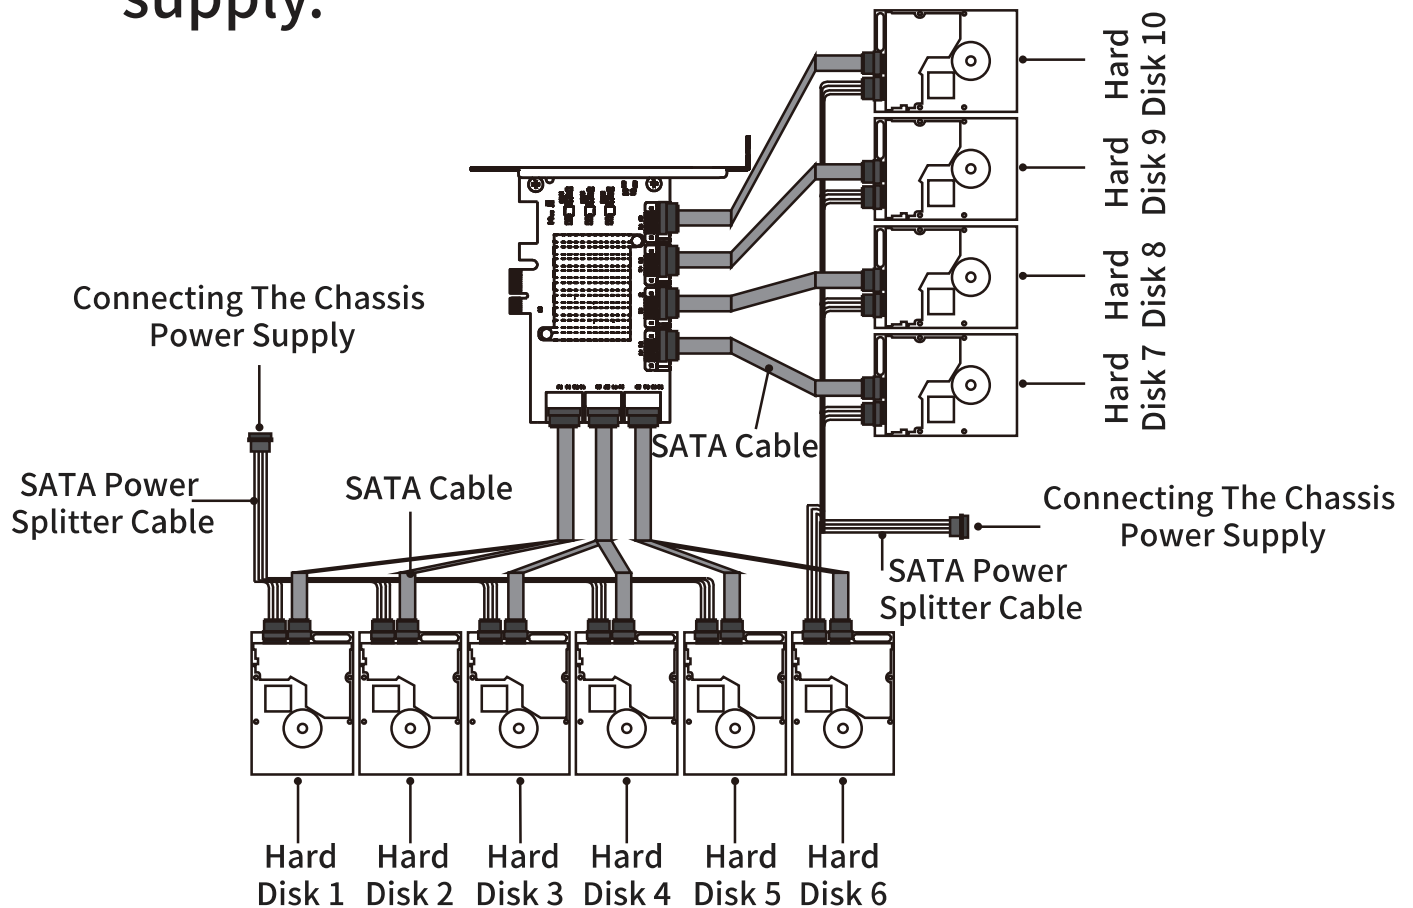 supply.
Hard
Disk 10
Hard
Disk 9
Hard
Disk 8
Hard
Disk 7
Connecting The Chassis
Power Supply
SATA Cable
SATA Power
Splitter Cable
SATA Cable
Connecting The Chassis
Power Supply
SATA Power
Splitter Cable
Hard
Disk 1
Hard
Disk 2
Hard
Disk 3
Hard
Disk 4
Hard
Disk 5
Hard
Disk 6